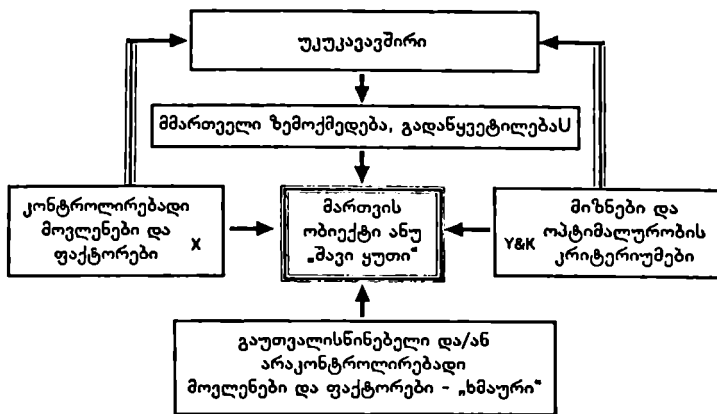 უკუკავავშირი
მმართველი ზემოქმედება, გადაწყვეტილებაU
კონტროლირებადი
მოვლენები და
ფაქტორები X
მართვის
ობიექტი ანუ
„შავი ყუთი“
მიზნები და
Y&K ოპტიმალურობის
კრიტერიუმები
გაუთვალისწინებელი და/ან
არაკონტროლირებადი
მოვლენები და ფაქტორები - „ხმაური“